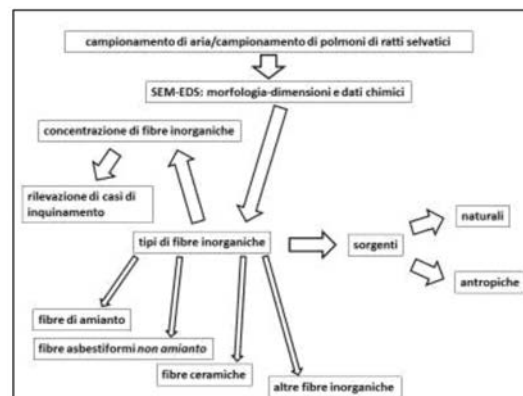 campionamento di aria/campionamento di polmoni di ratti selvatici
SEM-EDS: morfologia-dimensioni e dati chimici
concentrazione di fibre inorganiche
rilevazione di casi di
inquinamento
naturali
tipi di fibre inorganiche
sorgenti
antropiche
fibre di amianto
fibre asbestiformi non amianto
fibre ceramiche
altre fibre inorganiche